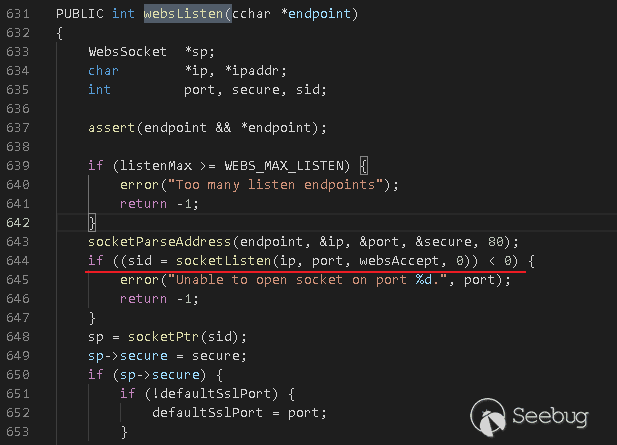 631 PUBLIC int websListen(cchar *endpoint)
632 {
633     WebsSocket  *sp;
634     char        *ip, *ipaddr;
635     int         port, secure, sid;
636
637     assert(endpoint && *endpoint);
638
639     if (listenMax >= WEBS_MAX_LISTEN) {
640         error("Too many listen endpoints");
641         return -1;
642     }
643     socketParseAddress(endpoint, &ip, &port, &secure, 80);
644     if ((sid = socketListen(ip, port, websAccept, 0)) < 0) {
645         error("Unable to open socket on port %d.", port);
646         return -1;
647     }
648     sp = socketPtr(sid);
649     sp->secure = secure;
650     if (sp->secure) {
651         if (!defaultSslPort) {
652             defaultSslPort = port;
653         }
Seebug